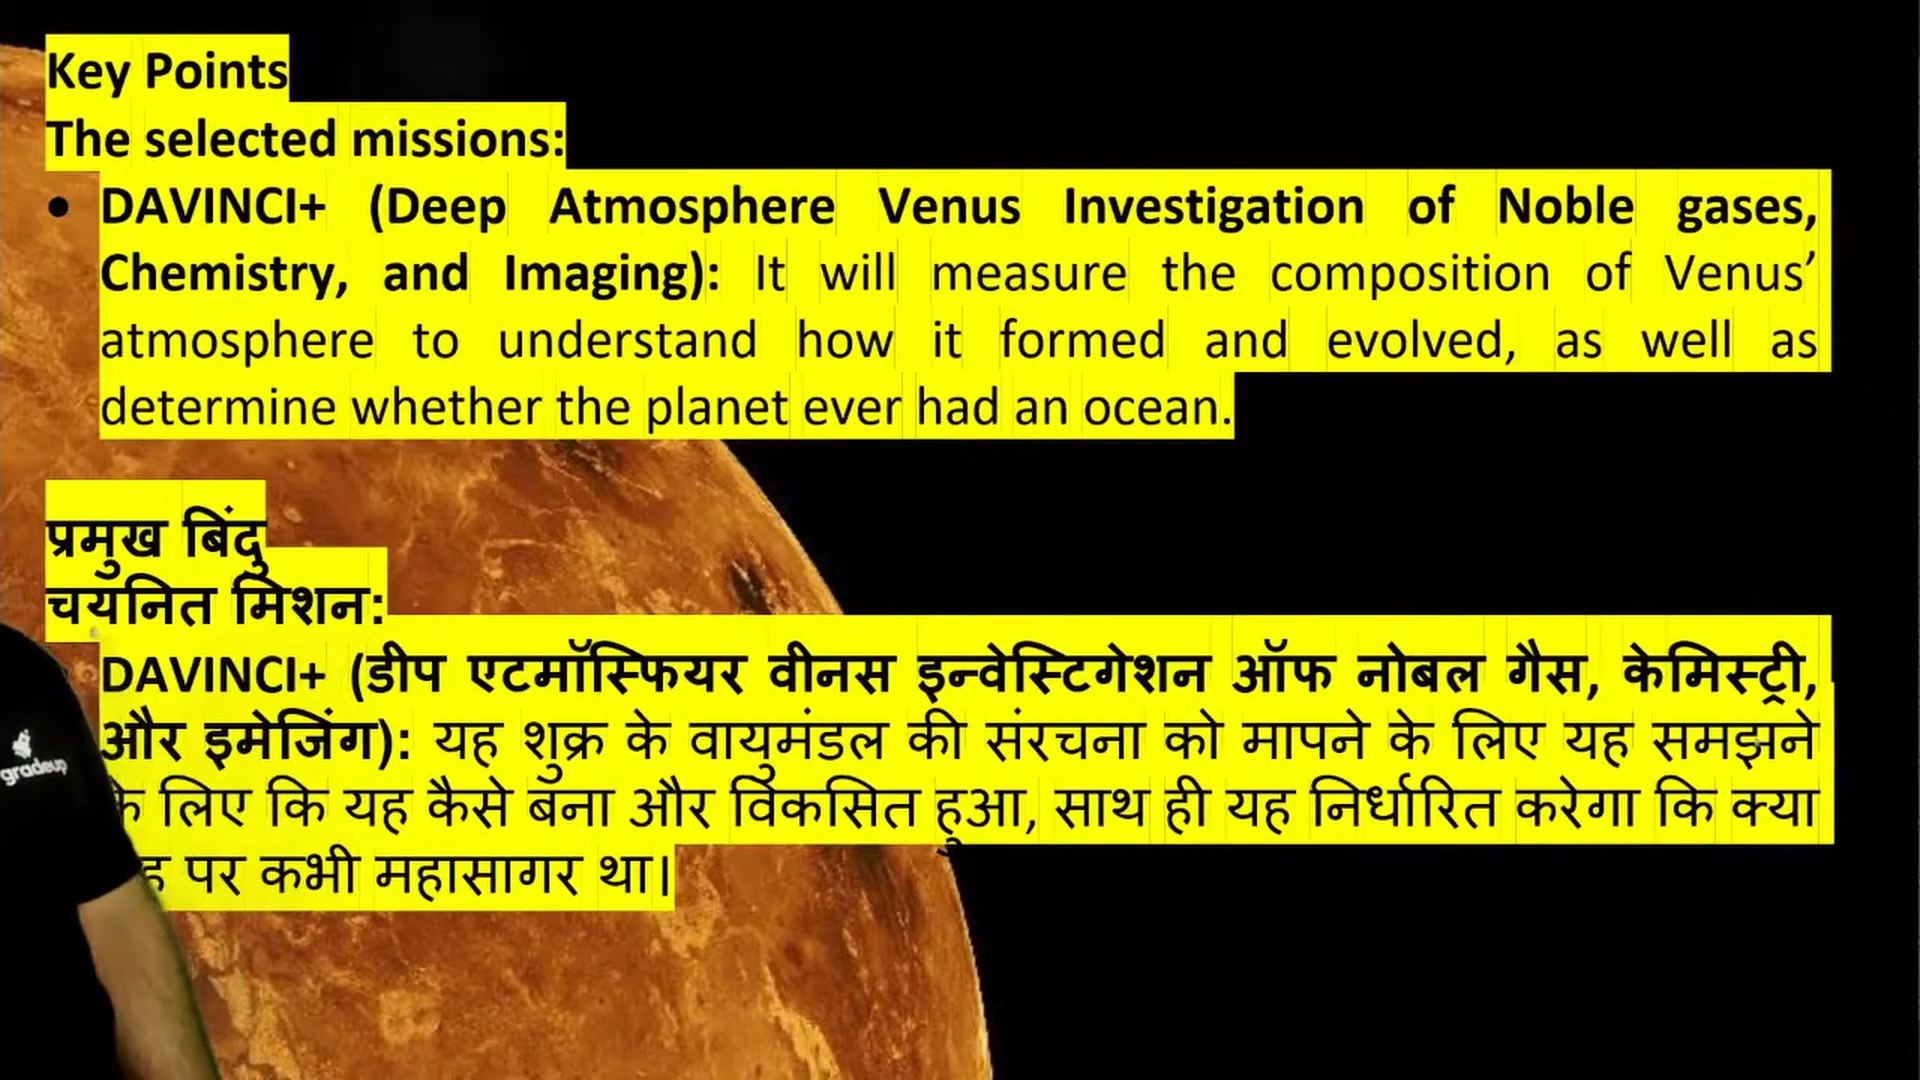 Key Points
The selected missions:
• DAVINCI+ (Deep Atmosphere Venus Investigation of Noble gases,
Chemistry, and Imaging): It will measure the composition of Venus’
atmosphere to understand how it formed and evolved, as well as
determine whether the planet ever had an ocean.
प्रमुख बिंदु
चयनित मिशन:
DAVINCI+ (डीप एटमॉस्फियर वीनस इन्वेस्टिगेशन ऑफ नोबल गैस, केमिस्ट्री,
और इमेजिंग): यह शुक्र के वायुमंडल की संरचना को मापने के लिए यह समझने
लिए कि यह कैसे बना और विकसित हुआ, साथ ही यह निर्धारित करेगा कि क्या
पर कभी महासागर था।
gradeup